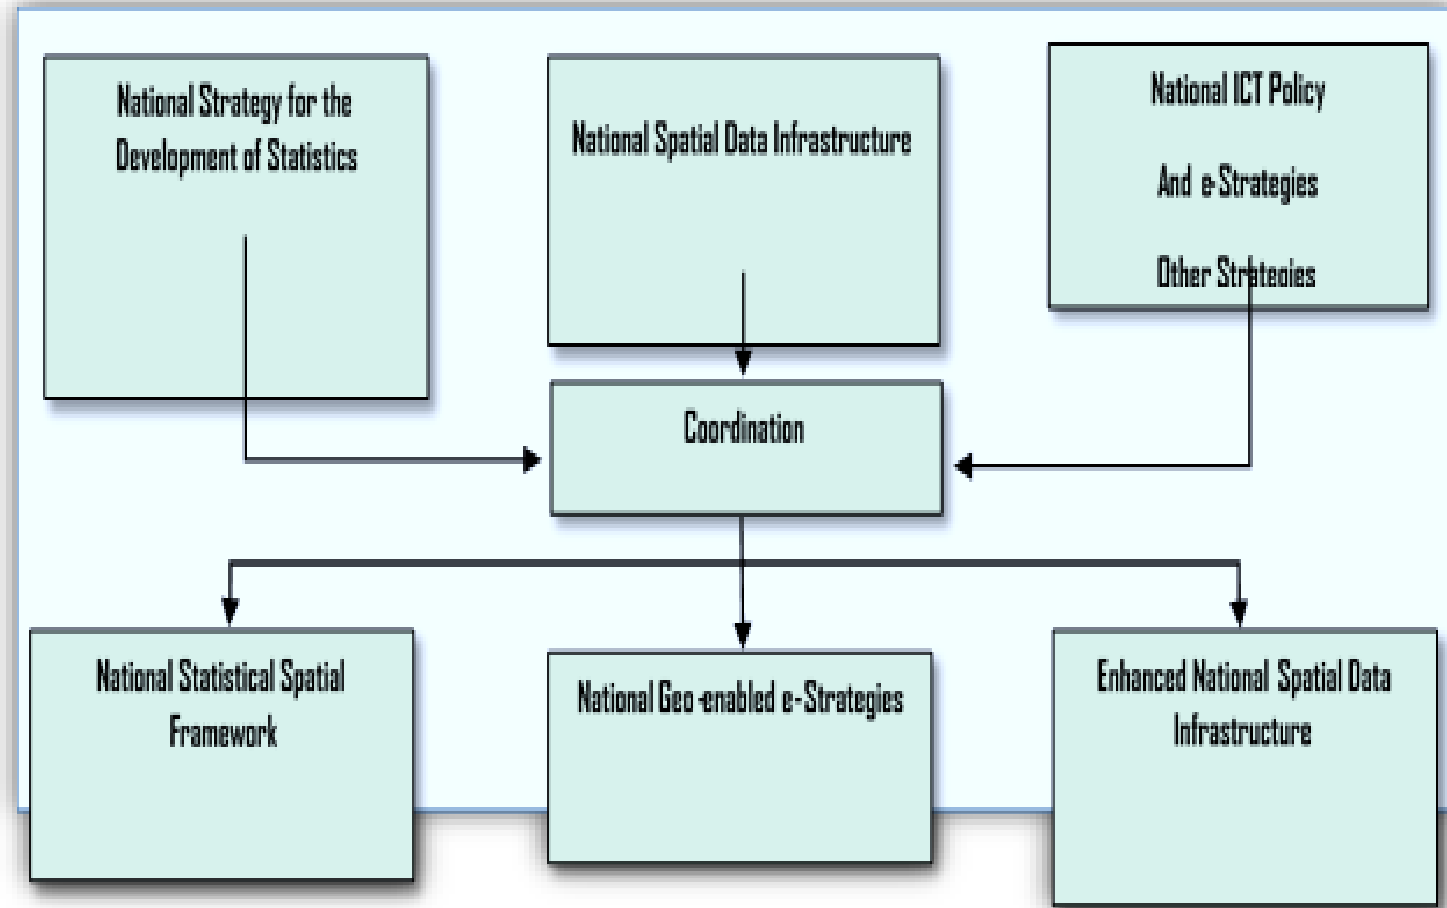 National Strategy for the
Development of Statistics
National Spatial Data Infrastructure
National ICT Policy
And e-Strategies
Other Strategies
Coordination
National Statistical Spatial
Framework
National Geo-enabled e-Strategies
Enhanced National Spatial Data
Infrastructure